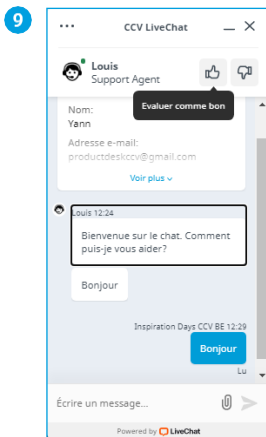 9
CCV LiveChat
Louis
Support Agent
Evaluer comme bon
Nom:
Yann
Adresse e-mail:
productdeskccv@gmail.com
Voir plus
Louis 12:24
Bienvenue sur le chat. Comment
puis-je vous aider?
Bonjour
Inspiration Days CCV BE 12:29
Bonjour
Lu
Écrire un message...
Powered by LiveChat